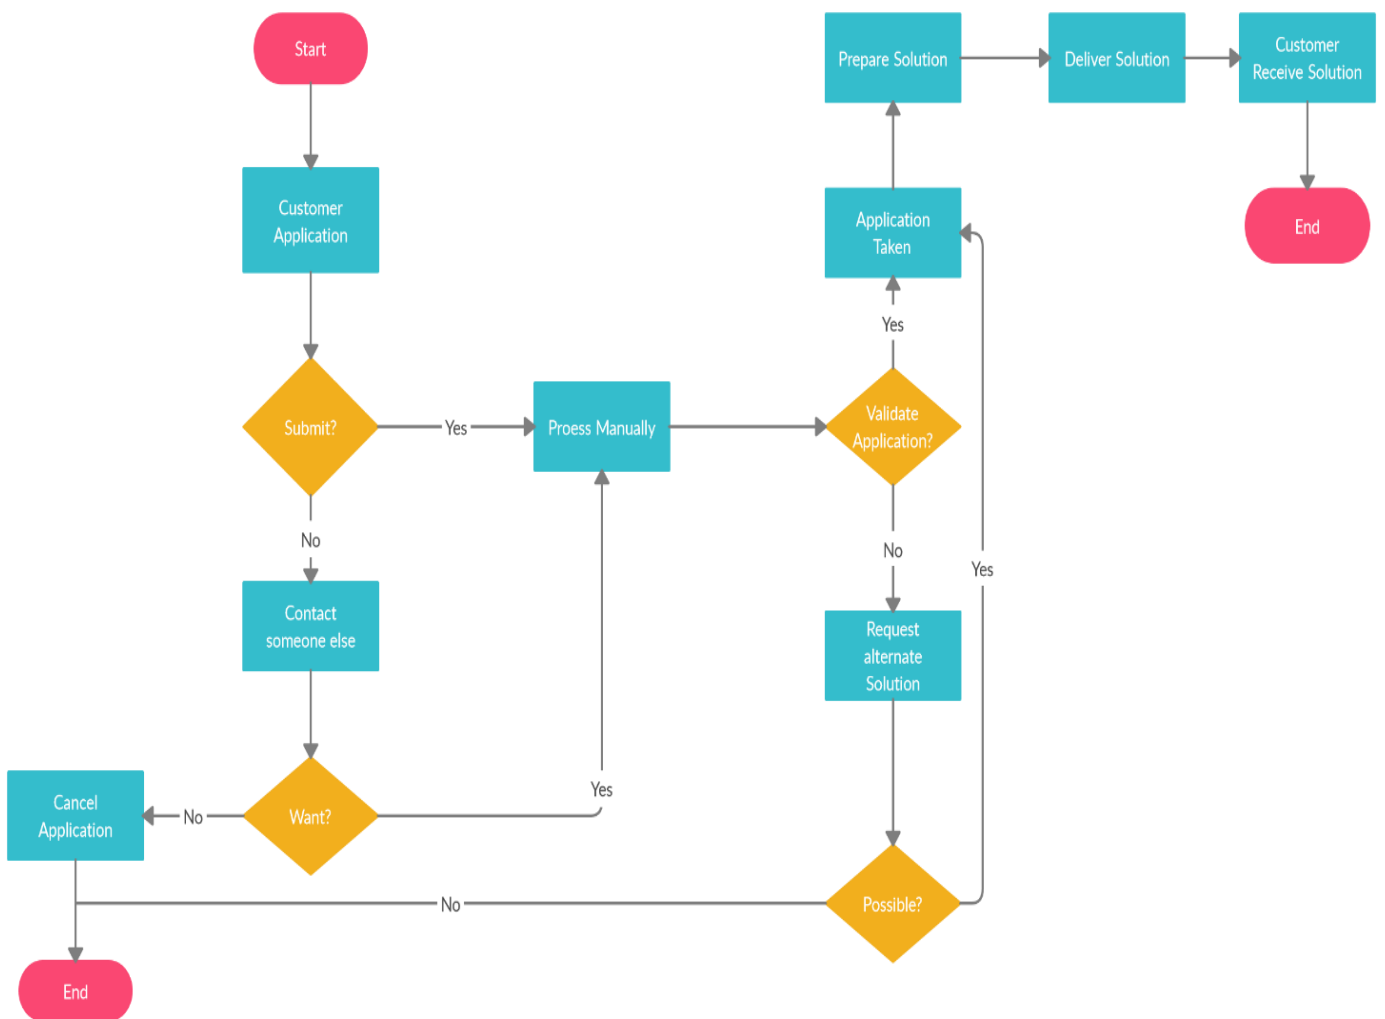 Start
Customer
Application
Submit?
Yes
No
Contact
someone else
Want?
No
Yes
Cancel
Application
End
Proess Manually
Validate
Application?
Yes
No
Application
Taken
Prepare Solution
Deliver Solution
Customer
Receive Solution
End
Request
alternate
Solution
Possible?
Yes
No